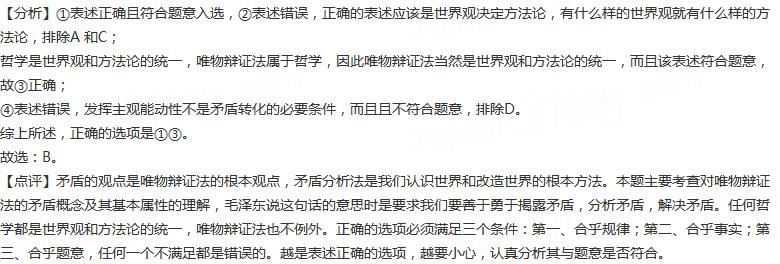 【分析】①表述正确且符合题意入选，②表述错误，正确的表述应该是世界观决定方法论，有什么样的世界观就有什么样的方
法论，排除A 和C；
哲学是世界观和方法论的统一，唯物辩证法属于哲学，因此唯物辩证法当然是世界观和方法论的统一，而且该表述符合题意，
故③正确；
④表述错误，发挥主观能动性不是矛盾转化的必要条件，而且且不符合题意，排除D。
综上所述，正确的选项是①③。
故选：B。
【点评】矛盾的观点是唯物辩证法的根本观点，矛盾分析法是我们认识世界和改造世界的根本方法。本题主要考查对唯物辩证
法的矛盾概念及其基本属性的理解，毛泽东说这句话的意思时是要求我们要善于勇于揭露矛盾，分析矛盾，解决矛盾。任何哲
学都是世界观和方法论的统一，唯物辩证法也不例外。正确的选项必须满足三个条件：第一、合乎规律；第二、合乎事实；第
三、合乎题意，任何一个不满足都是错误的。越是表述正确的选项，越要小心，认真分析其与题意是否符合。